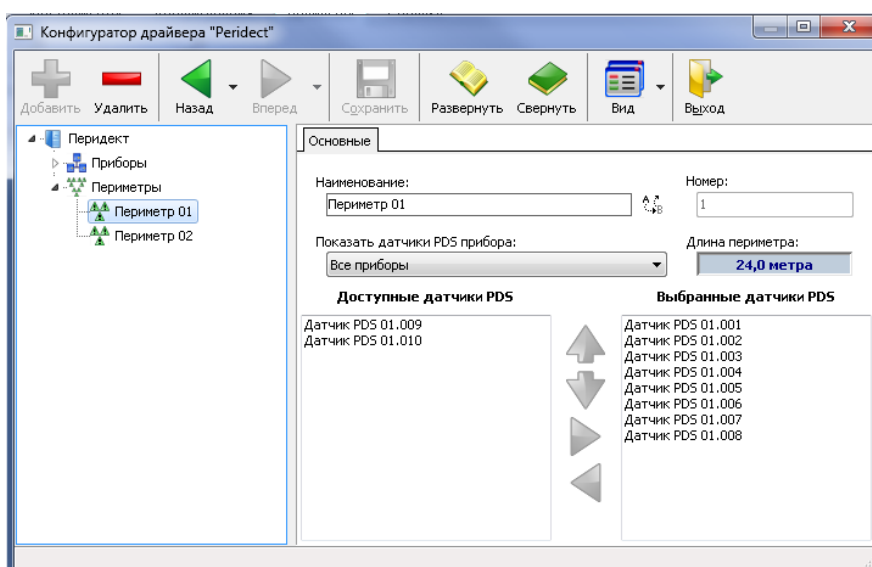 Конфигуратор драйвера "Peridect"
Добавить Удалить Назад Вперед Сохранить Развернуть Свернуть Вид Выход
Перидект
Приборы
Периметры
Периметр 01
Периметр 02
Основные
Наименование: Номер:
Периметр 01 1
Показать датчики PDS прибора: Длина периметра:
Все приборы 24,0 метра
Доступные датчики PDS Выбранные датчики PDS
Датчик PDS 01.009
Датчик PDS 01.010
Датчик PDS 01.001
Датчик PDS 01.002
Датчик PDS 01.003
Датчик PDS 01.004
Датчик PDS 01.005
Датчик PDS 01.006
Датчик PDS 01.007
Датчик PDS 01.008